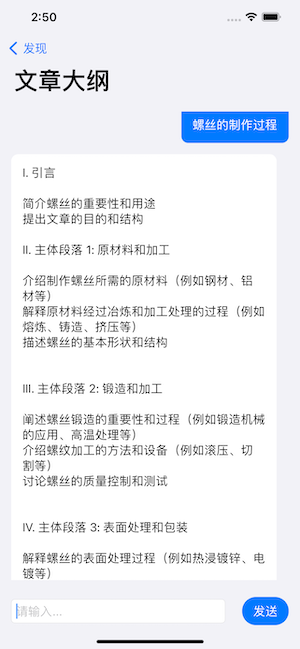 2:50
发现
文章大纲
螺丝的制作过程
I. 引言
简介螺丝的重要性和用途
提出文章的目的和结构
II. 主体段落 1: 原材料和加工
介绍制作螺丝所需的原材料（例如钢材、铝
材等）
解释原材料经过冶炼和加工处理的过程（例如
熔炼、铸造、挤压等）
描述螺丝的基本形状和结构
III. 主体段落 2: 锻造和加工
阐述螺丝锻造的重要性和过程（例如锻造机械
的应用、高温处理等）
介绍螺纹加工的方法和设备（例如滚压、切
割等）
讨论螺丝的质量控制和测试
IV. 主体段落 3: 表面处理和包装
解释螺丝的表面处理过程（例如热浸镀锌、电
镀等）
请输入...
发送